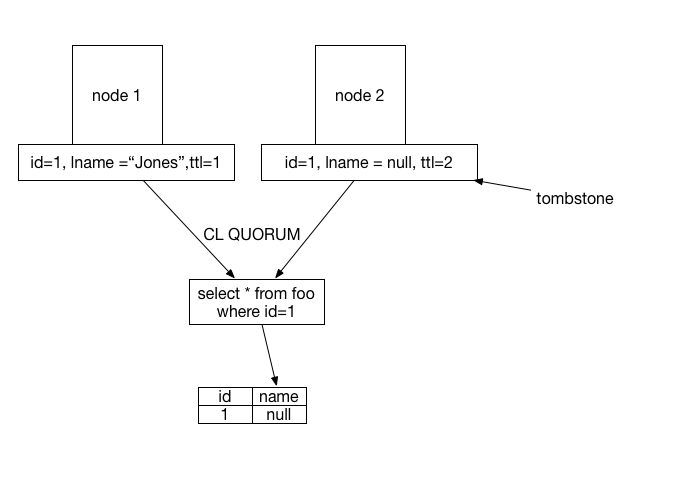 node 1
node 2
id=1, lname =“Jones”,ttl=1
id=1, lname = null, ttl=2
tombstone
CL QUORUM
select * from foo
where id=1
id name
1 null